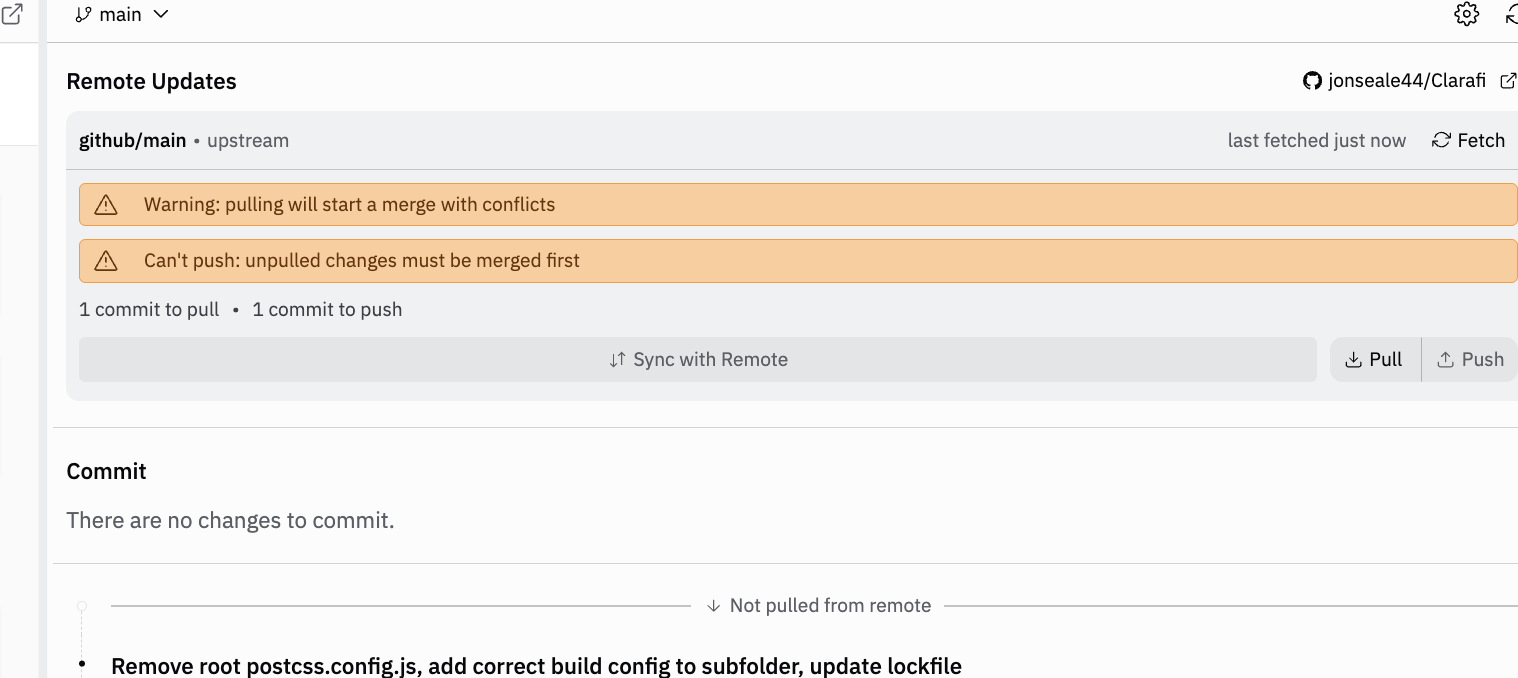 main
Remote Updates
jonseale44/Clarafi
github/main • upstream
last fetched just now
Fetch
Warning: pulling will start a merge with conflicts
Can't push: unpulled changes must be merged first
1 commit to pull • 1 commit to push
Sync with Remote
Pull
Push
Commit
There are no changes to commit.
Not pulled from remote
Remove root postcss.config.js, add correct build config to subfolder, update lockfile